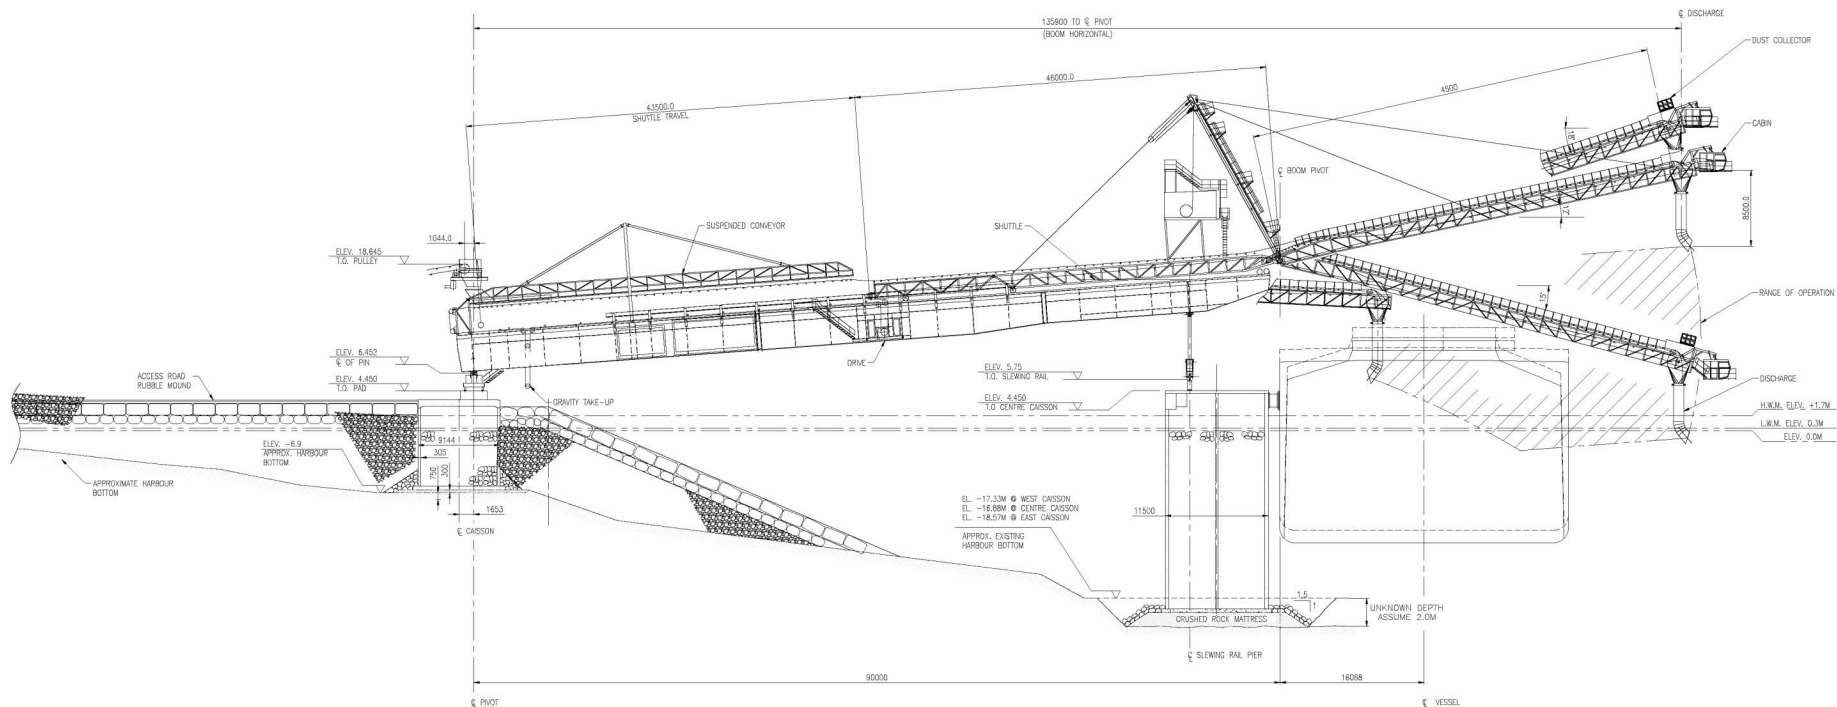 ℄ DISCHARGE
135900 TO ℄ PIVOT
(BOOM HORIZONTAL)
DUST COLLECTOR
46000.0
4500
43500.0
SHUTTLE TRAVEL
CABIN
18°
℄ BOOM PIVOT
12°
8500.0
SUSPENDED CONVEYOR
SHUTTLE
1044.0
ELEV. 18.645
T.O. PULLEY
15°
RANGE OF OPERATION
ELEV. 6.452
℄ OF PIN
DRIVE
ELEV. 5.75
T.O. SLEWING RAIL
ACCESS ROAD
RUBBLE MOUND
ELEV. 4.450
T.O. PAD
DISCHARGE
GRAVITY TAKE-UP
ELEV. 4.450
T.O CENTRE CAISSON
H.W.M. ELEV. +1.7M
L.W.M. ELEV. 0.3M
ELEV. 0.0M
ELEV. -6.9
APPROX. HARBOUR
BOTTOM
9144
305
750
300
APPROXIMATE HARBOUR
BOTTOM
1653
℄ CAISSON
EL. -17.33M @ WEST CAISSON
EL. -16.88M @ CENTRE CAISSON
EL. -18.57M @ EAST CAISSON
11500
APPROX. EXISTING
HARBOUR BOTTOM
1.5
1
UNKNOWN DEPTH
ASSUME 2.0M
CRUSHED ROCK MATTRESS
℄ SLEWING RAIL PIER
90000
16068
℄ PIVOT
℄ VESSEL